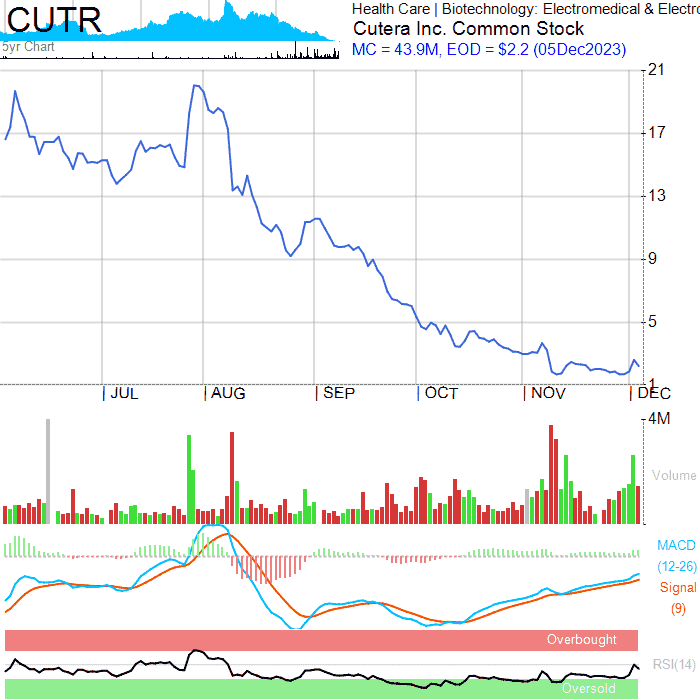 CUTR
5yr Chart
Health Care | Biotechnology: Electromedical & Electro
Cutera Inc. Common Stock
MC = 43.9M, EOD = $2.2 (05Dec2023)
21
17
13
9
5
1
JUL AUG SEP OCT NOV DEC
4M
Volume
MACD
(12-26)
Signal
(9)
Overbought
RSI(14)
Oversold